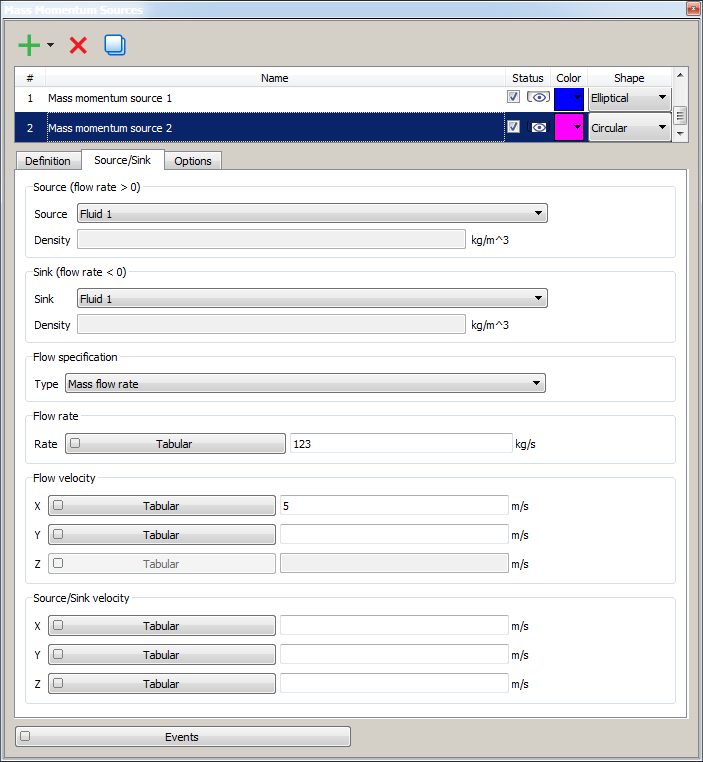 Mass Momentum Sources
# Name Status Color Shape
1 Mass momentum source 1 Elliptical
2 Mass momentum source 2 Circular
Definition Source/Sink Options
Source (flow rate > 0)
Source Fluid 1
Density kg/m^3
Sink (flow rate < 0)
Sink Fluid 1
Density kg/m^3
Flow specification
Type Mass flow rate
Flow rate
Rate Tabular 123 kg/s
Flow velocity
X Tabular 5 m/s
Y Tabular m/s
Z Tabular m/s
Source/Sink velocity
X Tabular m/s
Y Tabular m/s
Z Tabular m/s
Events